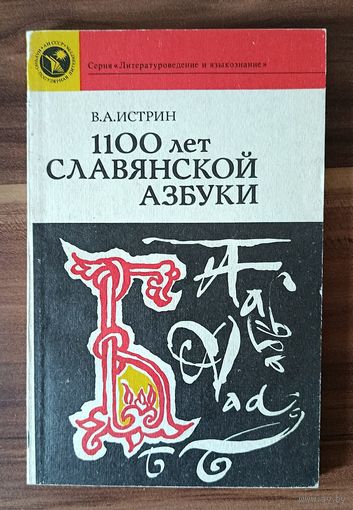 Серия «Литературоведение и языкознание»
В.А.ИСТРИН
1100 лет
СЛАВЯНСКОЙ
АЗБУКИ